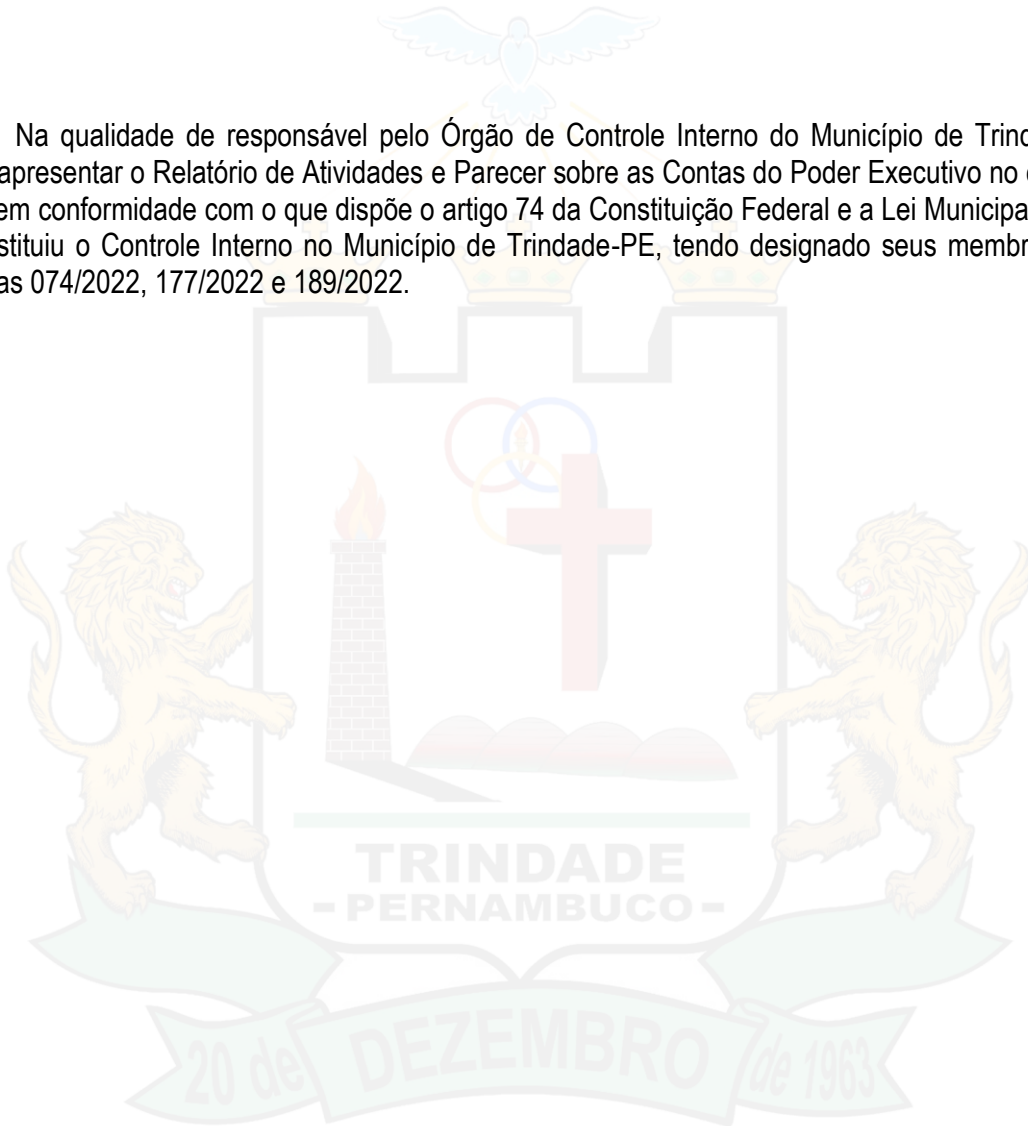 Na qualidade de responsável pelo Órgão de Controle Interno do Município de Trind
apresentar o Relatório de Atividades e Parecer sobre as Contas do Poder Executivo no
em conformidade com o que dispõe o artigo 74 da Constituição Federal e a Lei Municipa
stituiu o Controle Interno no Município de Trindade-PE, tendo designado seus membr
as 074/2022, 177/2022 e 189/2022.
TRINDADE
- PERNAMBUCO -
20 de DEZEMBRO de 1963